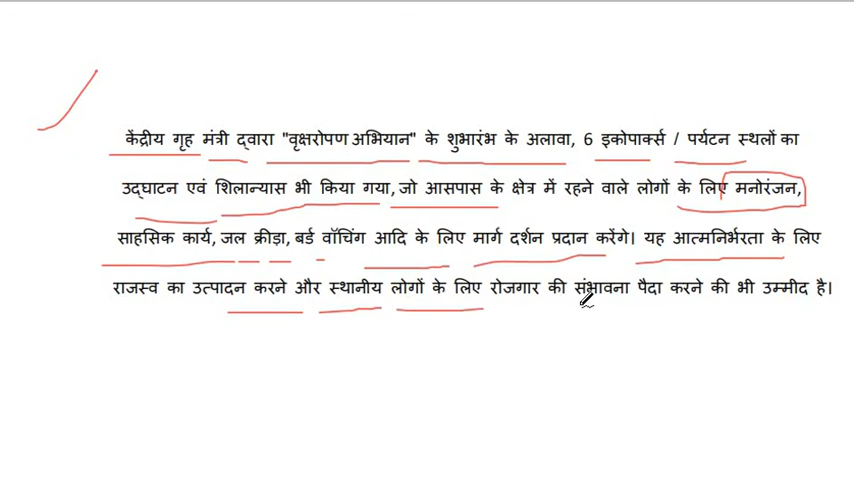 केंद्रीय गृह मंत्री द्वारा "वृक्षरोपण अभियान" के शुभारंभ के अलावा, 6 इकोपार्क्स / पर्यटन स्थलों का
उद्घाटन एवं शिलान्यास भी किया गया, जो आसपास के क्षेत्र में रहने वाले लोगों के लिए मनोरंजन,
साहसिक कार्य, जल क्रीड़ा, बर्ड वॉचिंग आदि के लिए मार्ग दर्शन प्रदान करेंगे। यह आत्मनिर्भरता के लिए
राजस्व का उत्पादन करने और स्थानीय लोगों के लिए रोजगार की संभावना पैदा करने की भी उम्मीद है।